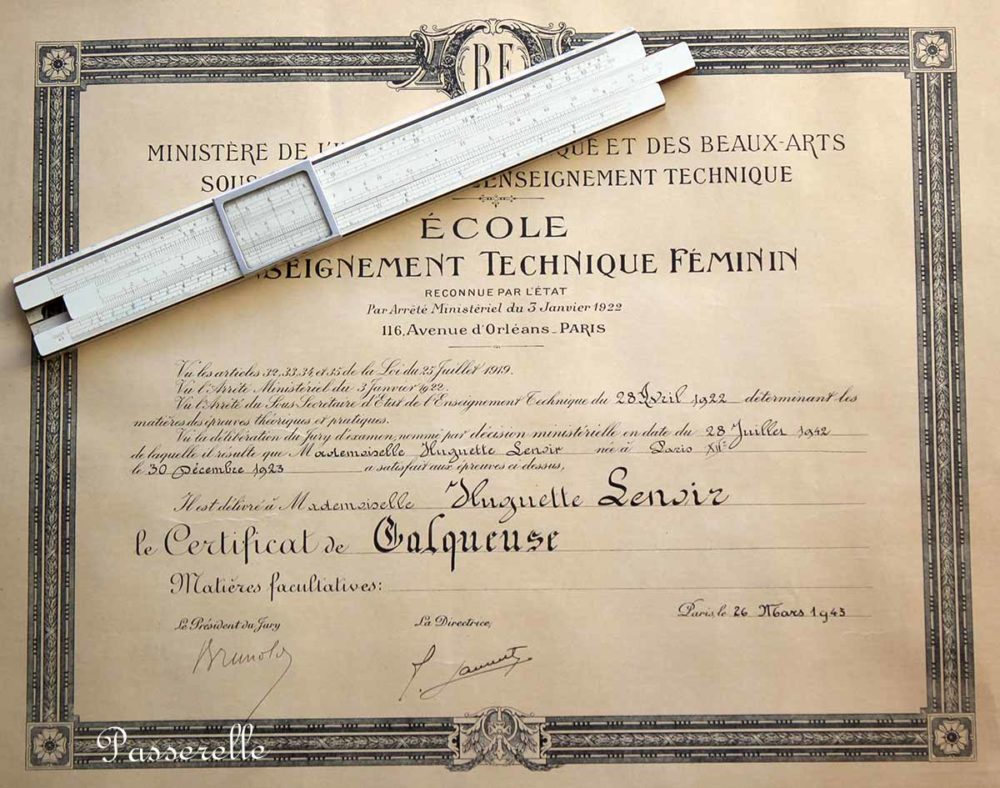 RF
MINISTÈRE DE L'I QUE ET DES BEAUX-ARTS
SOUS ENSEIGNEMENT TECHNIQUE
ÉCOLE
NSEIGNEMENT TECHNIQUE FÉMININ
RECONNUE PAR L'ÉTAT
Par Arrêté Ministériel du 3 Janvier 1922
116, Avenue d'Orléans - PARIS
Vu les articles 32, 33, 34 et 35 de la Loi du 25 Juillet 1919.
Vu l'Arrêté Ministériel du 3 Janvier 1922.
Vu l'Arrêté du Sous Secrétaire d'Etat de l'Enseignement Technique du 28 Avril 1922 déterminant les
matières des épreuves théoriques et pratiques.
Vu la délibération du Jury d'examen, nommé par décision ministérielle en date du 28 Juillet 1942
de laquelle il résulte que Mademoiselle Huguette Lenoir née à Paris XIIe
le 30 Décembre 1923 a satisfait aux épreuves ci-dessus,
Il est délivré à Mademoiselle Huguette Lenoir
le Certificat de Calqueuse
Matières facultatives:
Paris, le 26 Mars 1943
Le Président du Jury La Directrice,
Passerelle